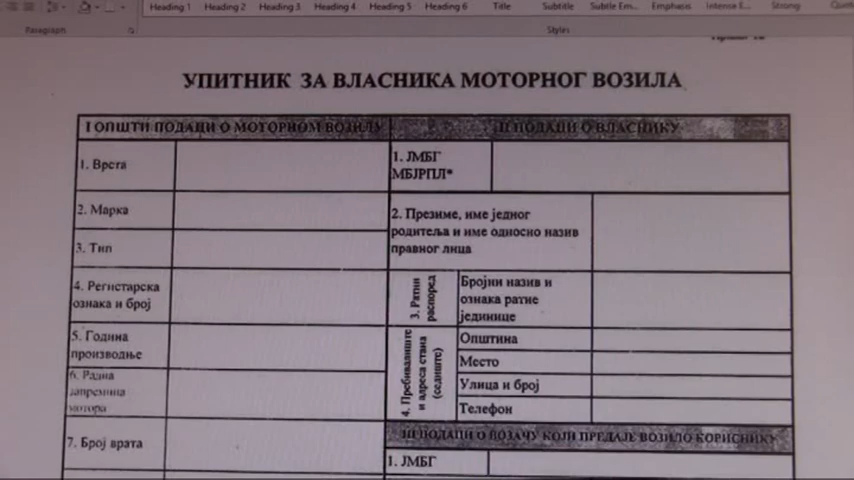 Heading 1 Heading 2 Heading 3 Heading 4 Heading 5 Heading 6 Title Subtitle Subtle Em... Emphasis Intense E... Strong
Paragraph Styles
УПИТНИК ЗА ВЛАСНИКА МОТОРНОГ ВОЗИЛА
I ОПШТИ ПОДАЦИ О МОТОРНОМ ВОЗИЛУ
1. Врста
2. Марка
3. Тип
4. Регистарска
ознака и број
5. Година
производње
6. Радна
запремина
мотора
7. Број врата
II ПОДАЦИ О ВЛАСНИКУ
1. ЈМБГ
МБЈРПЛ*
2. Презиме, име једног
родитеља и име односно назив
правног лица
3. Ратни
распоред
Бројни назив и
ознака ратне
јединице
4. Пребивалиште
и адреса стана
(седиште)
Општина
Место
Улица и број
Телефон
III ПОДАЦИ О ВОЗАЧУ КОЈИ ПРЕДАЈЕ ВОЗИЛО КОРИСНИКУ
1. ЈМБГ